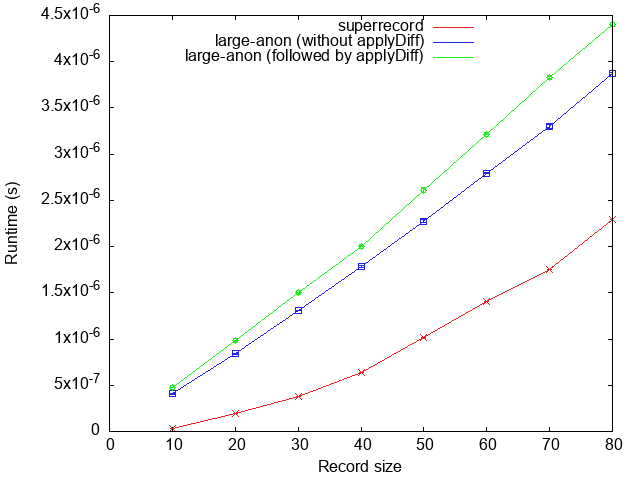 superrecord
large-anon (without applyDiff)
large-anon (followed by applyDiff)
4.5x10-6
4x10-6
3.5x10-6
3x10-6
2.5x10-6
2x10-6
1.5x10-6
1x10-6
5x10-7
0
Runtime (s)
0 10 20 30 40 50 60 70 80
Record size